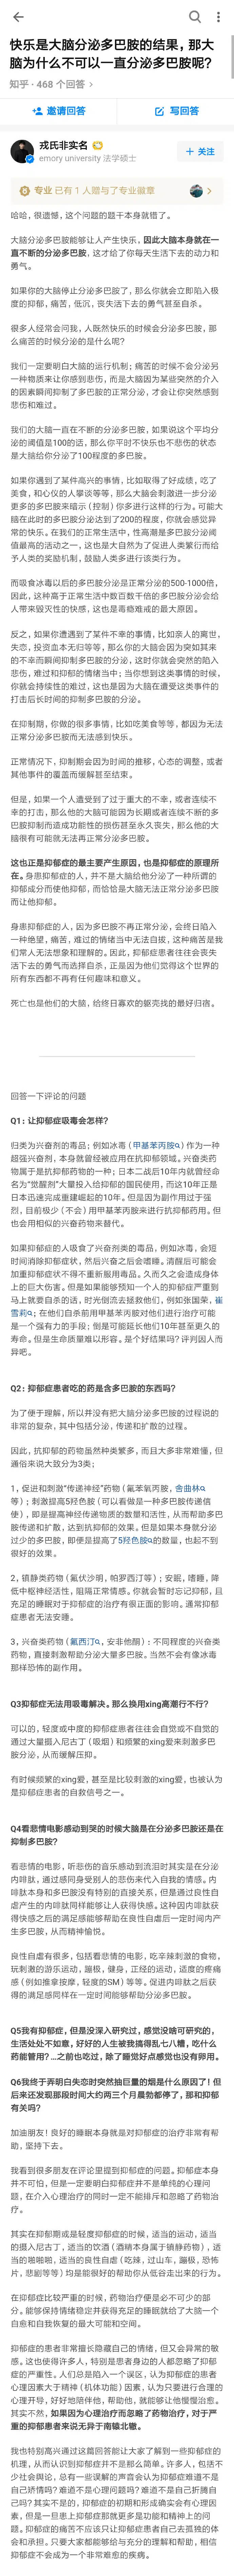 快乐是大脑分泌多巴胺的结果，那大
脑为什么不可以一直分泌多巴胺呢？
知乎 · 468 个回答 >
邀请回答
写回答
戎氏非实名
emory university 法学硕士
+ 关注
专业 已有 1 人赠与了专业徽章
哈哈，很遗憾，这个问题的题干本身就错了。
大脑分泌多巴胺能够让人产生快乐，因此大脑本身就在一
直不断的分泌多巴胺，这才给了你每天生活下去的动力和
勇气。
如果你的大脑停止分泌多巴胺了，那么你就会立即陷入极
度的抑郁，痛苦，低沉，丧失活下去的勇气甚至自杀。
很多人经常会问我，人既然快乐的时候会分泌多巴胺，那
么痛苦的时候分泌的是什么呢？
我们一定要明白大脑的运行机制；痛苦的时候不会分泌另
一种物质来让你感到悲伤，而是大脑因为某些突然的介入
的因素瞬间抑制了多巴胺的正常分泌，才会让你突然感到
悲伤和难过。
我们的大脑一直在不断的分泌多巴胺，如果说这个平均分
泌的阈值是100的话，那么你平时不快乐也不悲伤的状态
是大脑给你分泌了100程度的多巴胺。
如果你遇到了某件高兴的事情，比如取得了好成绩，吃了
美食，和心仪的人攀谈等等，那么大脑会刺激进一步分泌
更多的多巴胺来暗示（控制）你多进行这样的行为。可能大
脑在此时的多巴胺分泌达到了200的程度，你就会感觉异
常的快乐。在我们的正常生活中，性高潮是多巴胺分泌阈
值最高的活动之一，这也是大自然为了促进人类繁衍而给
予人类的奖励机制，鼓励人类多进行该类行为。
而吸食冰毒以后的多巴胺分泌是正常分泌的500-1000倍，
因此，这种高于正常生活中数百数千倍的多巴胺分泌会给
人带来毁灭性的快感，这也是毒瘾难戒的最大原因。
反之，如果你遭遇到了某件不幸的事情，比如亲人的离世，
失恋，投资血本无归等等，那么你的大脑会因为突如其来
的不幸而瞬间抑制多巴胺的分泌，这时你就会突然的陷入
悲伤，难过和抑郁的情绪当中；当你想到这类事情的时候，
你就会持续性的难过，这也是因为大脑在遭受这类事件的
打击后长时间的抑制多巴胺的分泌。
在抑制期，你做的很多事情，比如吃美食等等，都因为无法
正常分泌多巴胺而无法感到快乐。
正常情况下，抑制期会因为时间的推移，心态的调整，或者
其他事件的覆盖而缓解甚至结束。
但是，如果一个人遭受到了过于重大的不幸，或者连续不
幸的打击，那么他的大脑可能因为长期或者连续不断的多
巴胺抑制而造成功能性的损伤甚至永久丧失，那么他的大
脑很有可能就无法再正常分泌多巴胺。
这也正是抑郁症的最主要产生原因，也是抑郁症的原理所
在。身患抑郁症的人，并不是大脑给他分泌了一种所谓的
抑郁成分而使他抑郁，而恰恰是大脑无法正常分泌多巴胺
而让他抑郁。
身患抑郁症的人，因为多巴胺不再正常分泌，会终日陷入
一种绝望，痛苦，难过的情绪当中无法自拔，这种痛苦是我
们常人无法想象和理解的。因此，抑郁症患者往往会丧失
活下去的勇气而选择自杀，正是因为他们觉得这个世界的
所有东西都不再有任何趣味和意义。
死亡也是他们的大脑，给终日寡欢的驱壳找的最好归宿。
回答一下评论的问题
Q1：让抑郁症吸毒会怎样？
归类为兴奋剂的毒品；例如冰毒（甲基苯丙胺）作为一种
超强兴奋剂，本身就曾经被应用在抗抑郁领域。兴奋类药
物属于是抗抑郁药物的一种；日本二战后10年内就曾经命
名为“觉醒剂”大量投入给抑郁的国民使用，而这10年正是
日本迅速完成重建崛起的10年。但是因为副作用过于强
烈，目前极少（不会）用甲基苯丙胺来进行抗抑郁药用。但
也会用相似的兴奋药物来替代。
如果抑郁症的人吸食了兴奋剂类的毒品，例如冰毒，会短
时间消除抑郁症状，然后兴奋之后会嗜睡。清醒后可能会
加重抑郁症状不得不重新服用毒品。久而久之会造成身体
上的巨大伤害。但是如果能够预知一个人的抑郁症严重到
马上就要自杀的话，时光倒流去拯救他们，例如张国荣，崔
雪莉；在他们自杀前用甲基苯丙胺对他们进行治疗可能
是一个强有力的手段；倒是可能延长他们10年甚至更久的
寿命。但是生命质量难以形容。是个好结果吗？评判因人而
异吧。
Q2：抑郁症患者吃的药是含多巴胺的东西吗？
为了便于理解，所以并没有把大脑分泌多巴胺的过程说的
非常的复杂，其中包括分泌，传递和扩散的过程。
因此，抗抑郁的药物虽然种类繁多，而且大多非常难懂，但
通俗来说大致分为3类；
1，促进和刺激“传递神经”药物（氟苯氧丙胺，舍曲林
等）；刺激提高5羟色胺（可以看做是一种多巴胺传递信
使），即是提高神经传递物质的数量和活性，从而帮助多巴
胺传递和扩散，达到抗抑郁的效果。但是如果本身就分泌
过少的多巴胺，即便是提高了5羟色胺的数量，也起不到
很好的效果。
2，镇静类药物（氟伏沙明，帕罗西汀等）；安眠，嗜睡，降
低中枢神经活性，阻隔正常情感。你就会暂时忘记抑郁，且
充足的睡眠对于抑郁症的治疗有很正面的影响。通常抑郁
症患者无法安睡。
3，兴奋类药物（氟西汀，安非他酮）：不同程度的兴奋类
药物，直接刺激帮助分泌大量多巴胺。当然不会有像冰毒
那样恐怖的副作用。
Q3抑郁症无法用吸毒解决。那么换用xing高潮行不行？
可以的，轻度或中度的抑郁症患者往往会自觉或不自觉的
通过大量摄入尼古丁（吸烟）和频繁的xing爱来刺激多巴
胺分泌，从而缓解压抑。
有时候频繁的xing爱，甚至是比较刺激的xing爱，也被认为
是抑郁症患者的自救信号之一。
Q4看悲情电影感动到哭的时候大脑是在分泌多巴胺还是在
抑制多巴胺？
看悲情的电影，听悲伤的音乐感动到流泪时其实是在分泌
内啡肽，通过感同身受别人的悲伤来代入自我的情感。内
啡肽本身和多巴胺没有特别的直接关系，但是通过良性自
虐产生的内啡肽同样能够让人获得快感。这种因内啡肽获
得快感之后的满足感能够帮助在良性自虐后一定时间内产
生多巴胺，从而精神愉悦。
良性自虐有很多，包括看悲情的电影，吃辛辣刺激的食物，
玩刺激的游乐运动，蹦极，健身，正经的运动，适度的疼痛
感（例如推拿按摩，轻度的SM）等等。促进内啡肽之后获
得的满足感同样在一定时间能够帮助分泌多巴胺。
Q5我有抑郁症，但是没深入研究过，感觉没啥可研究的，
生活处处不如意，好好的人生被我搞得乱七八糟，吃什么
药能管用？…之前也吃过，除了睡觉好点感觉也没有卵用。
Q6我终于弄明白失恋时突然抽巨量的烟是什么原因了！但
后来还发现那段时间大约两三个月晨勃都停了，那和抑郁
有关吗？
加油朋友！良好的睡眠本身就是对抑郁症的治疗非常有帮
助，坚持下去。
我看到很多朋友在评论里提到抑郁症的问题。抑郁症本身
并不可怕，但是一定要明白抑郁症并不是单纯的心理问
题，在介入心理治疗的同时一定不能排斥和忽略了药物治
疗。
其实在抑郁期或是轻度抑郁症的时候，适当的运动，适当
的摄入尼古丁，适当的饮酒（酒精本身属于镇静药物），适
当的啪啪啪，适当的良性自虐（吃辣，过山车，蹦极，恐怖
片，悲剧等等）均是能很好的帮助你从低谷走出来的行为。
在抑郁症比较严重的时候，药物治疗便是必不可少的部
分。能够保持情绪稳定并获得充足的睡眠就给了大脑一个
自愈和自我恢复的最大可能和空间。
抑郁症的患者非常擅长隐藏自己的情绪，但又会异常的敏
感。这也使得许多人，特别是患者身边的人都忽略了抑郁
症的严重性。人们总是陷入一个误区，认为抑郁症的患者
心理因素大于精神（机体功能）因素，认为只要进行合理的
心理开导，好好地陪伴他，帮助他，就能够让他慢慢治愈。
其实不然，如果因为心理治疗而忽略了药物治疗，对于严
重的抑郁患者来说无异于南辕北辙。
我也特别高兴通过这篇回答能让大家了解到一些抑郁症的
机理，从而认识到抑郁症并不是那么简单。许多人，包括不
少社会舆论，总有一些误解的声音会认为抑郁症难道不是
自己矫情吗？难道不是心理问题吗？难道不是自己折腾自
己吗？其实不是的，抑郁症的初期和形成确实会有心理因
素，但是一旦患上抑郁症那就更多是功能和精神上的问
题。抑郁症的痛苦不应该只让抑郁症患者自己去孤独的体
会和承担。只要大家都能够给与充分的理解和帮助，相信
抑郁症不会成为一个非常难愈的疾病。